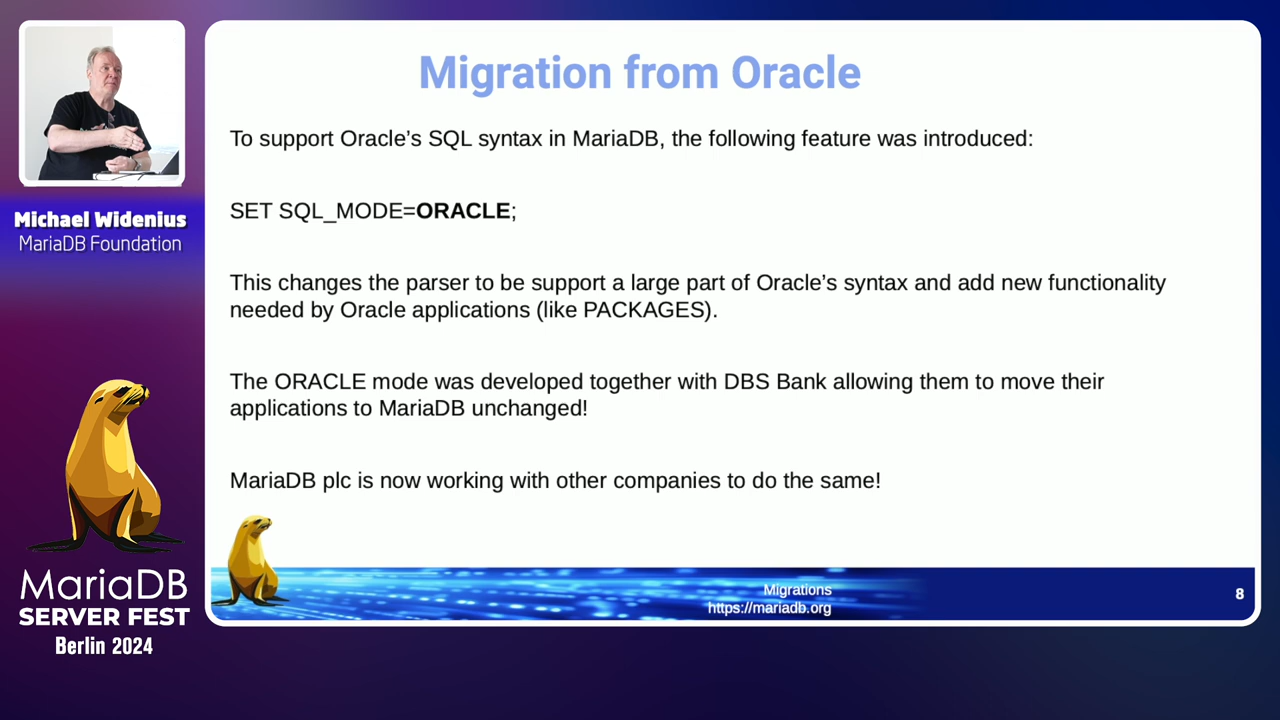 Migration from Oracle
To support Oracle's SQL syntax in MariaDB, the following feature was introduced:
SET SQL_MODE=ORACLE;
This changes the parser to be support a large part of Oracle's syntax and add new functionality
needed by Oracle applications (like PACKAGES).
The ORACLE mode was developed together with DBS Bank allowing them to move their
applications to MariaDB unchanged!
MariaDB plc is now working with other companies to do the same!
Migrations
https://mariadb.org
8
Michael Widenius
MariaDB Foundation
MariaDB
SERVER FEST
Berlin 2024